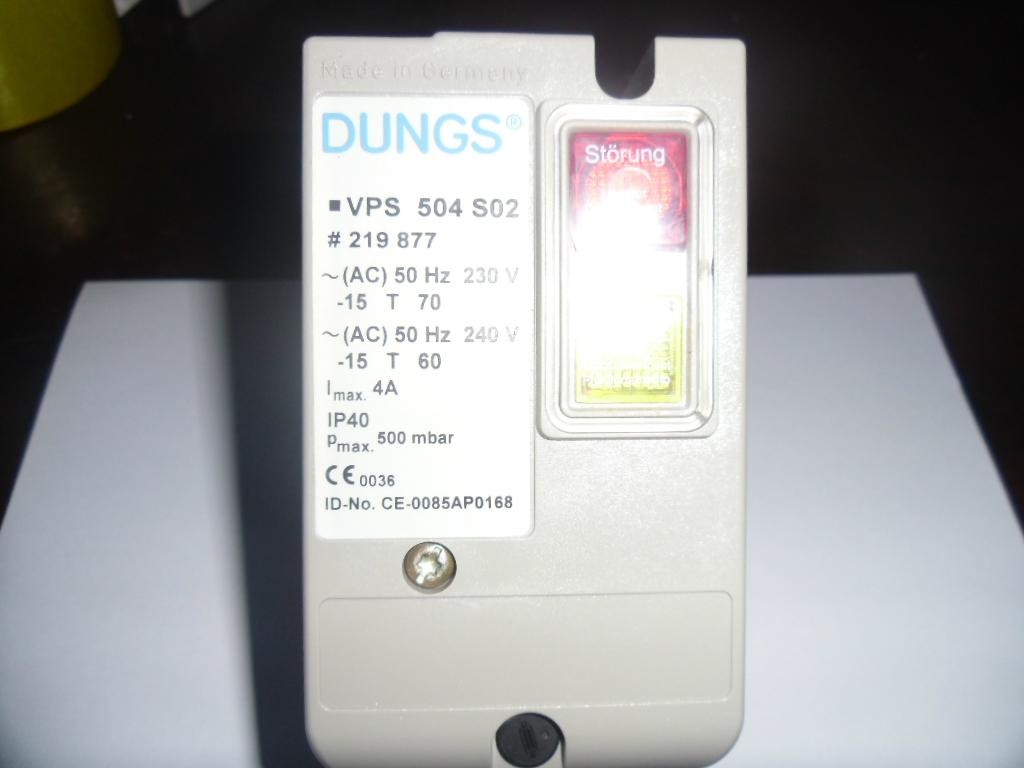 Made in Germany
DUNGS®
■ VPS 504 S02
# 219 877
~(AC) 50 Hz 230 V
-15 T 70
~(AC) 50 Hz 240 V
-15 T 60
Imax. 4A
IP40
pmax. 500 mbar
CE 0036
ID-No. CE-0085AP0168
Störung